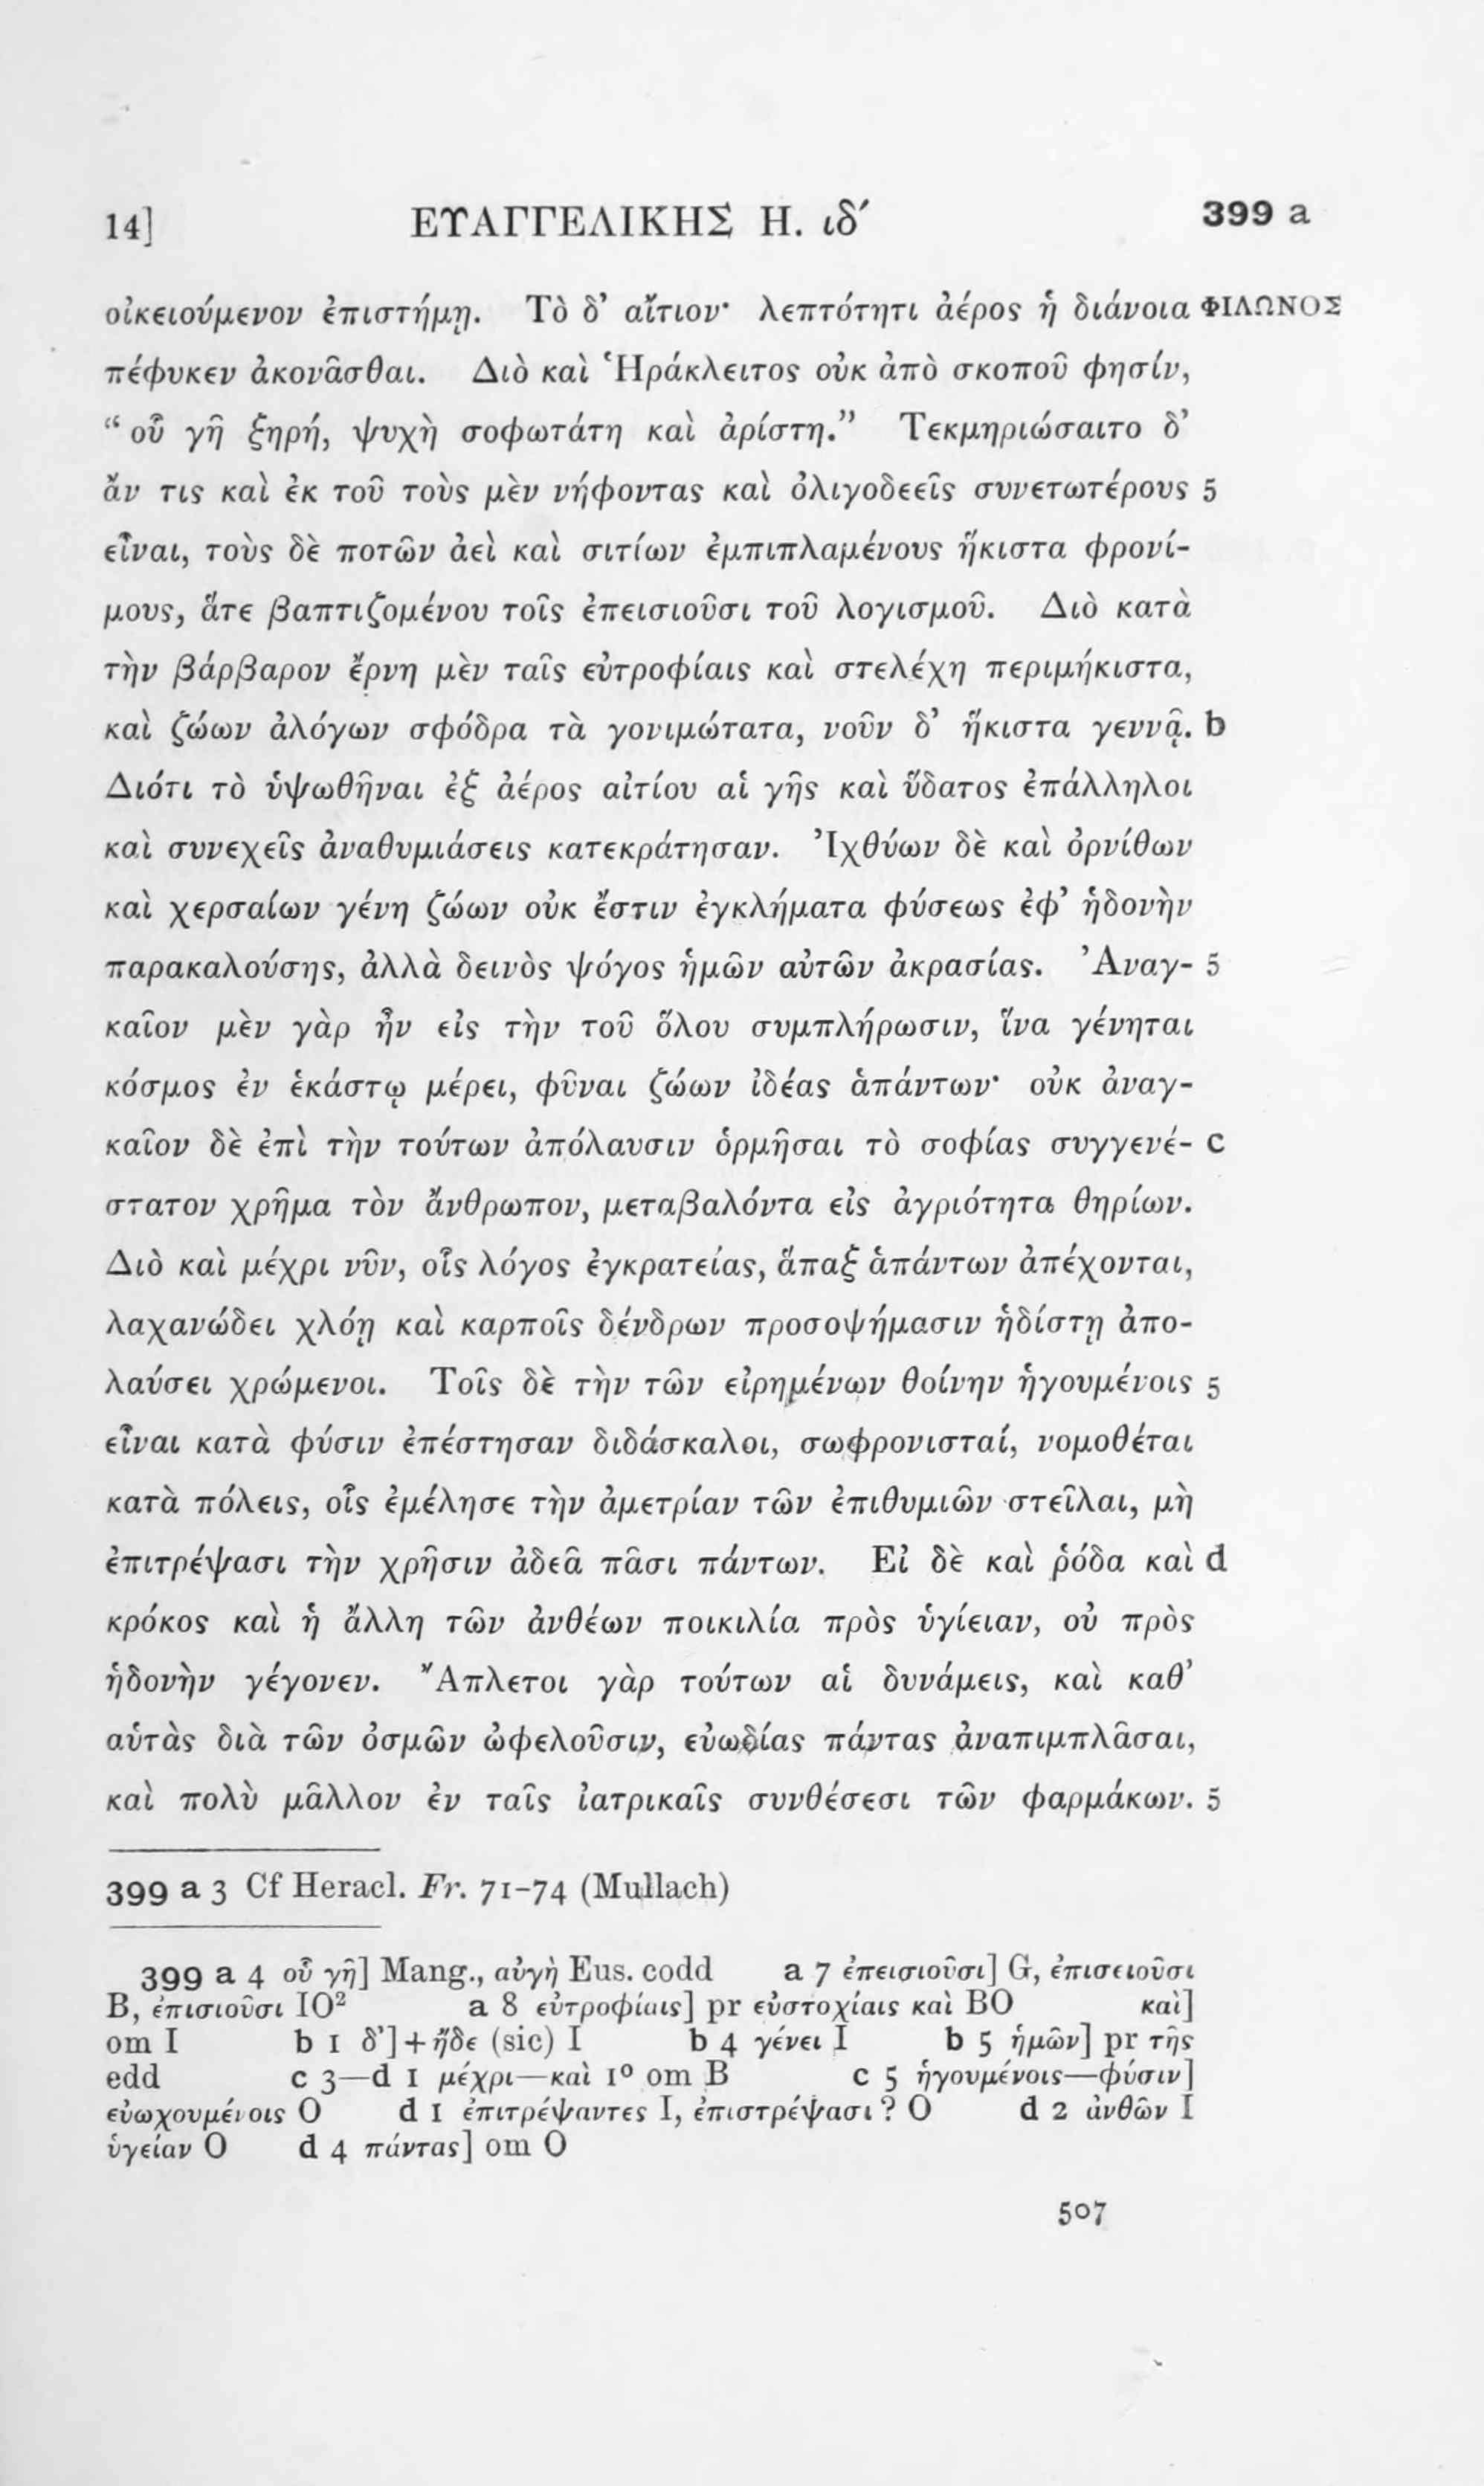 14] ΕΥΑΓΓΕΛΙΚΗΣ Η. ιδʹ 399 a
οἰκειούμενον ἐπιστήμῃ. Τὸ δ’ αἴτιον· λεπτότητι ἀέρος ἡ διάνοια ΦΙΛΩΝΟΣ
πέφυκεν ἀκονᾶσθαι. Διὸ καὶ Ἡράκλειτος οὐκ ἀπὸ σκοποῦ φησίν,
“οὗ γῆ ξηρή, ψυχὴ σοφωτάτη καὶ ἀρίστη.” Τεκμηριώσαιτο δ’
ἄν τις καὶ ἐκ τοῦ τοὺς μὲν νήφοντας καὶ ὀλιγοδεεῖς συνετωτέρους 5
εἶναι, τοὺς δὲ ποτῶν ἀεὶ καὶ σιτίων ἐμπιπλαμένους ἥκιστα φρονί-
μους, ἅτε βαπτιζομένου τοῖς ἐπεισιοῦσι τοῦ λογισμοῦ. Διὸ κατὰ
τὴν βάρβαρον ἔρνη μὲν ταῖς εὐτροφίαις καὶ στελέχη περιμήκιστα,
καὶ ζώων ἀλόγων σφόδρα τὰ γονιμώτατα, νοῦν δ’ ἥκιστα γεννᾷ. b
Διότι τὸ ὑψωθῆναι ἐξ ἀέρος αἰτίου αἱ γῆς καὶ ὕδατος ἐπάλληλοι
καὶ συνεχεῖς ἀναθυμιάσεις κατεκράτησαν. Ἰχθύων δὲ καὶ ὀρνίθων
καὶ χερσαίων γένη ζώων οὐκ ἔστιν ἐγκλήματα φύσεως ἐφ’ ἡδονὴν
παρακαλούσης, ἀλλὰ δεινὸς ψόγος ἡμῶν αὐτῶν ἀκρασίας. Ἀναγ- 5
καῖον μὲν γὰρ ἦν εἰς τὴν τοῦ ὅλου συμπλήρωσιν, ἵνα γένηται
κόσμος ἐν ἑκάστῳ μέρει, φῦναι ζώων ἰδέας ἁπάντων· οὐκ ἀναγ-
καῖον δὲ ἐπὶ τὴν τούτων ἀπόλαυσιν ὁρμῆσαι τὸ σοφίας συγγενέ- c
στατον χρῆμα τὸν ἄνθρωπον, μεταβαλόντα εἰς ἀγριότητα θηρίων.
Διὸ καὶ μέχρι νῦν, οἷς λόγος ἐγκρατείας, ἅπαξ ἁπάντων ἀπέχονται,
λαχανώδει χλόῃ καὶ καρποῖς δένδρων προσοψήμασιν ἡδίστῃ ἀπο-
λαύσει χρώμενοι. Τοῖς δὲ τὴν τῶν εἰρημένων θοίνην ἡγουμένοις 5
εἶναι κατὰ φύσιν ἐπέστησαν διδάσκαλοι, σωφρονισταί, νομοθέται
κατὰ πόλεις, οἷς ἐμέλησε τὴν ἀμετρίαν τῶν ἐπιθυμιῶν στεῖλαι, μὴ
ἐπιτρέψασι τὴν χρῆσιν ἀδεᾶ πᾶσι πάντων. Εἰ δὲ καὶ ῥόδα καὶ d
κρόκος καὶ ἡ ἄλλη τῶν ἀνθέων ποικιλία πρὸς ὑγίειαν, οὐ πρὸς
ἡδονὴν γέγονεν. Ἄπλετοι γὰρ τούτων αἱ δυνάμεις, καὶ καθ’
αὑτὰς διὰ τῶν ὀσμῶν ὠφελοῦσιν, εὐωδίας πάντας ἀναπιμπλᾶσαι,
καὶ πολὺ μᾶλλον ἐν ταῖς ἰατρικαῖς συνθέσεσι τῶν φαρμάκων. 5
399 a 3 Cf Heracl. Fr. 71–74 (Mullach)
399 a 4 οὗ γῆ] Mang., αὐγὴ Eus. codd a 7 ἐπεισιοῦσι] G, ἐπισειοῦσι
B, ἐπισιοῦσι IO² a 8 εὐτροφίαις] pr εὐστοχίαις καὶ BO καὶ]
om I b 1 δ’] + ἥδε (sic) I b 4 γένει I b 5 ἡμῶν] pr τῆς
edd c 3—d 1 μέχρι—καὶ 1⁰ om B c 5 ἡγουμένοις—φύσιν]
εὐωχουμένοις O d 1 ἐπιτρέψαντες I, ἐπιστρέψασι ? O d 2 ἀνθῶν I
ὑγείαν O d 4 πάντας] om O
507